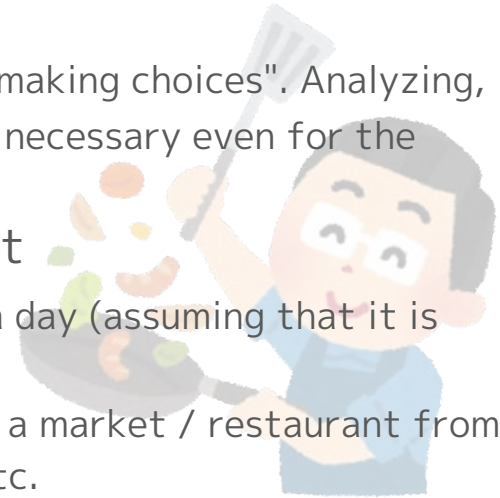 making choices". Analyzing,
necessary even for the
t
day (assuming that it is
a market / restaurant from
tc.